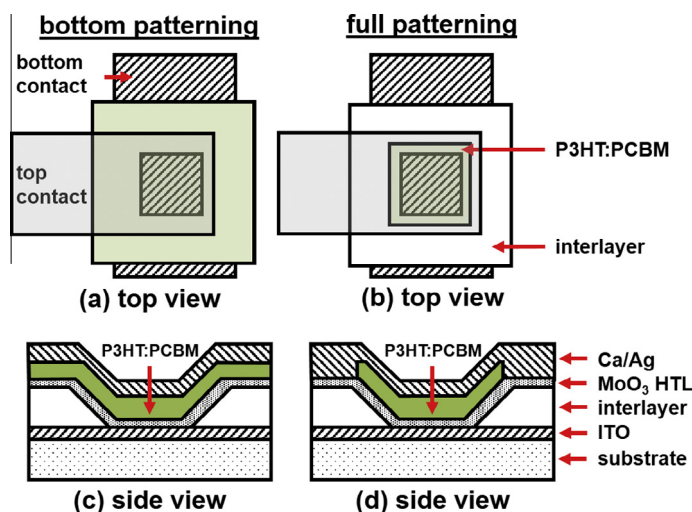 bottom patterning
full patterning
bottom
contact
top
contact
P3HT:PCBM
interlayer
(a) top view
(b) top view
P3HT:PCBM
P3HT:PCBM
Ca/Ag
MoO₃ HTL
interlayer
ITO
substrate
(c) side view
(d) side view